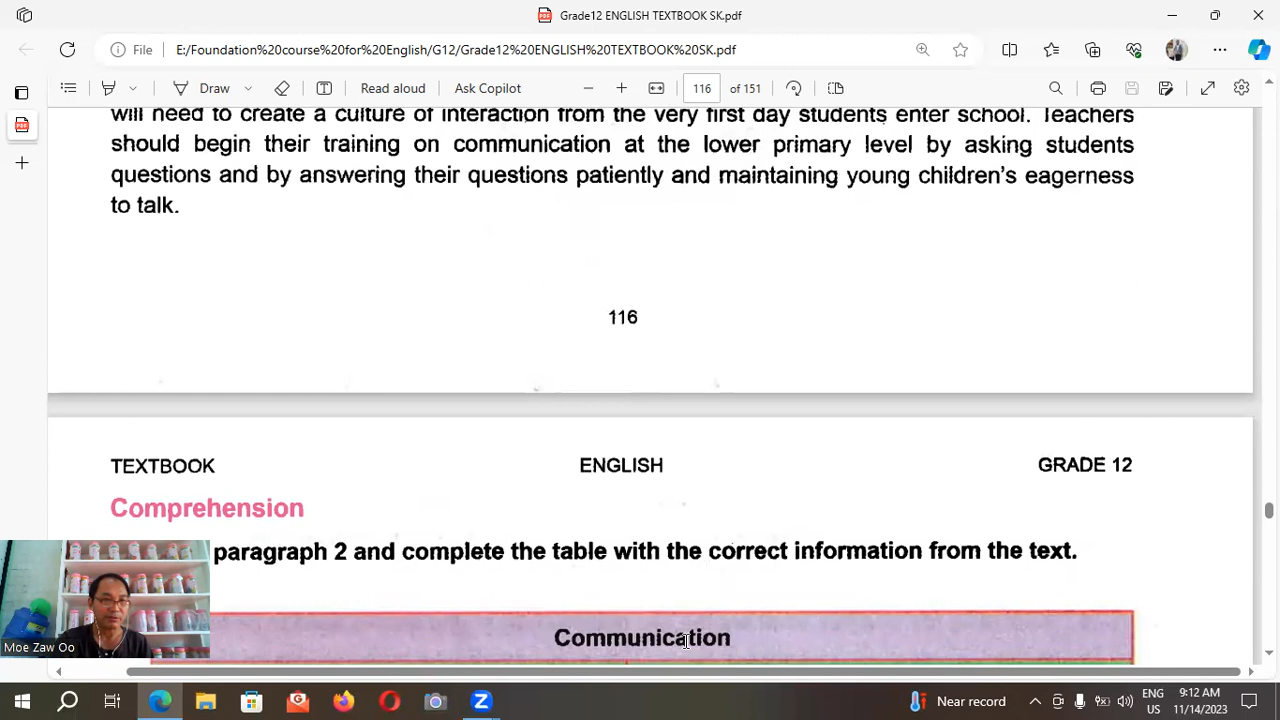 Grade12 ENGLISH TEXTBOOK SK.pdf
File E:/Foundation%20course%20for%20English/G12/Grade12%20ENGLISH%20TEXTBOOK%20SK.pdf
Draw Read aloud Ask Copilot 116 of 151
will need to create a culture of interaction from the very first day students enter school. Teachers
should begin their training on communication at the lower primary level by asking students
questions and by answering their questions patiently and maintaining young children's eagerness
to talk.
116
TEXTBOOK ENGLISH GRADE 12
Comprehension
paragraph 2 and complete the table with the correct information from the text.
Communication
Moe Zaw Oo
Near record ENG 9:12 AM
US 11/14/2023